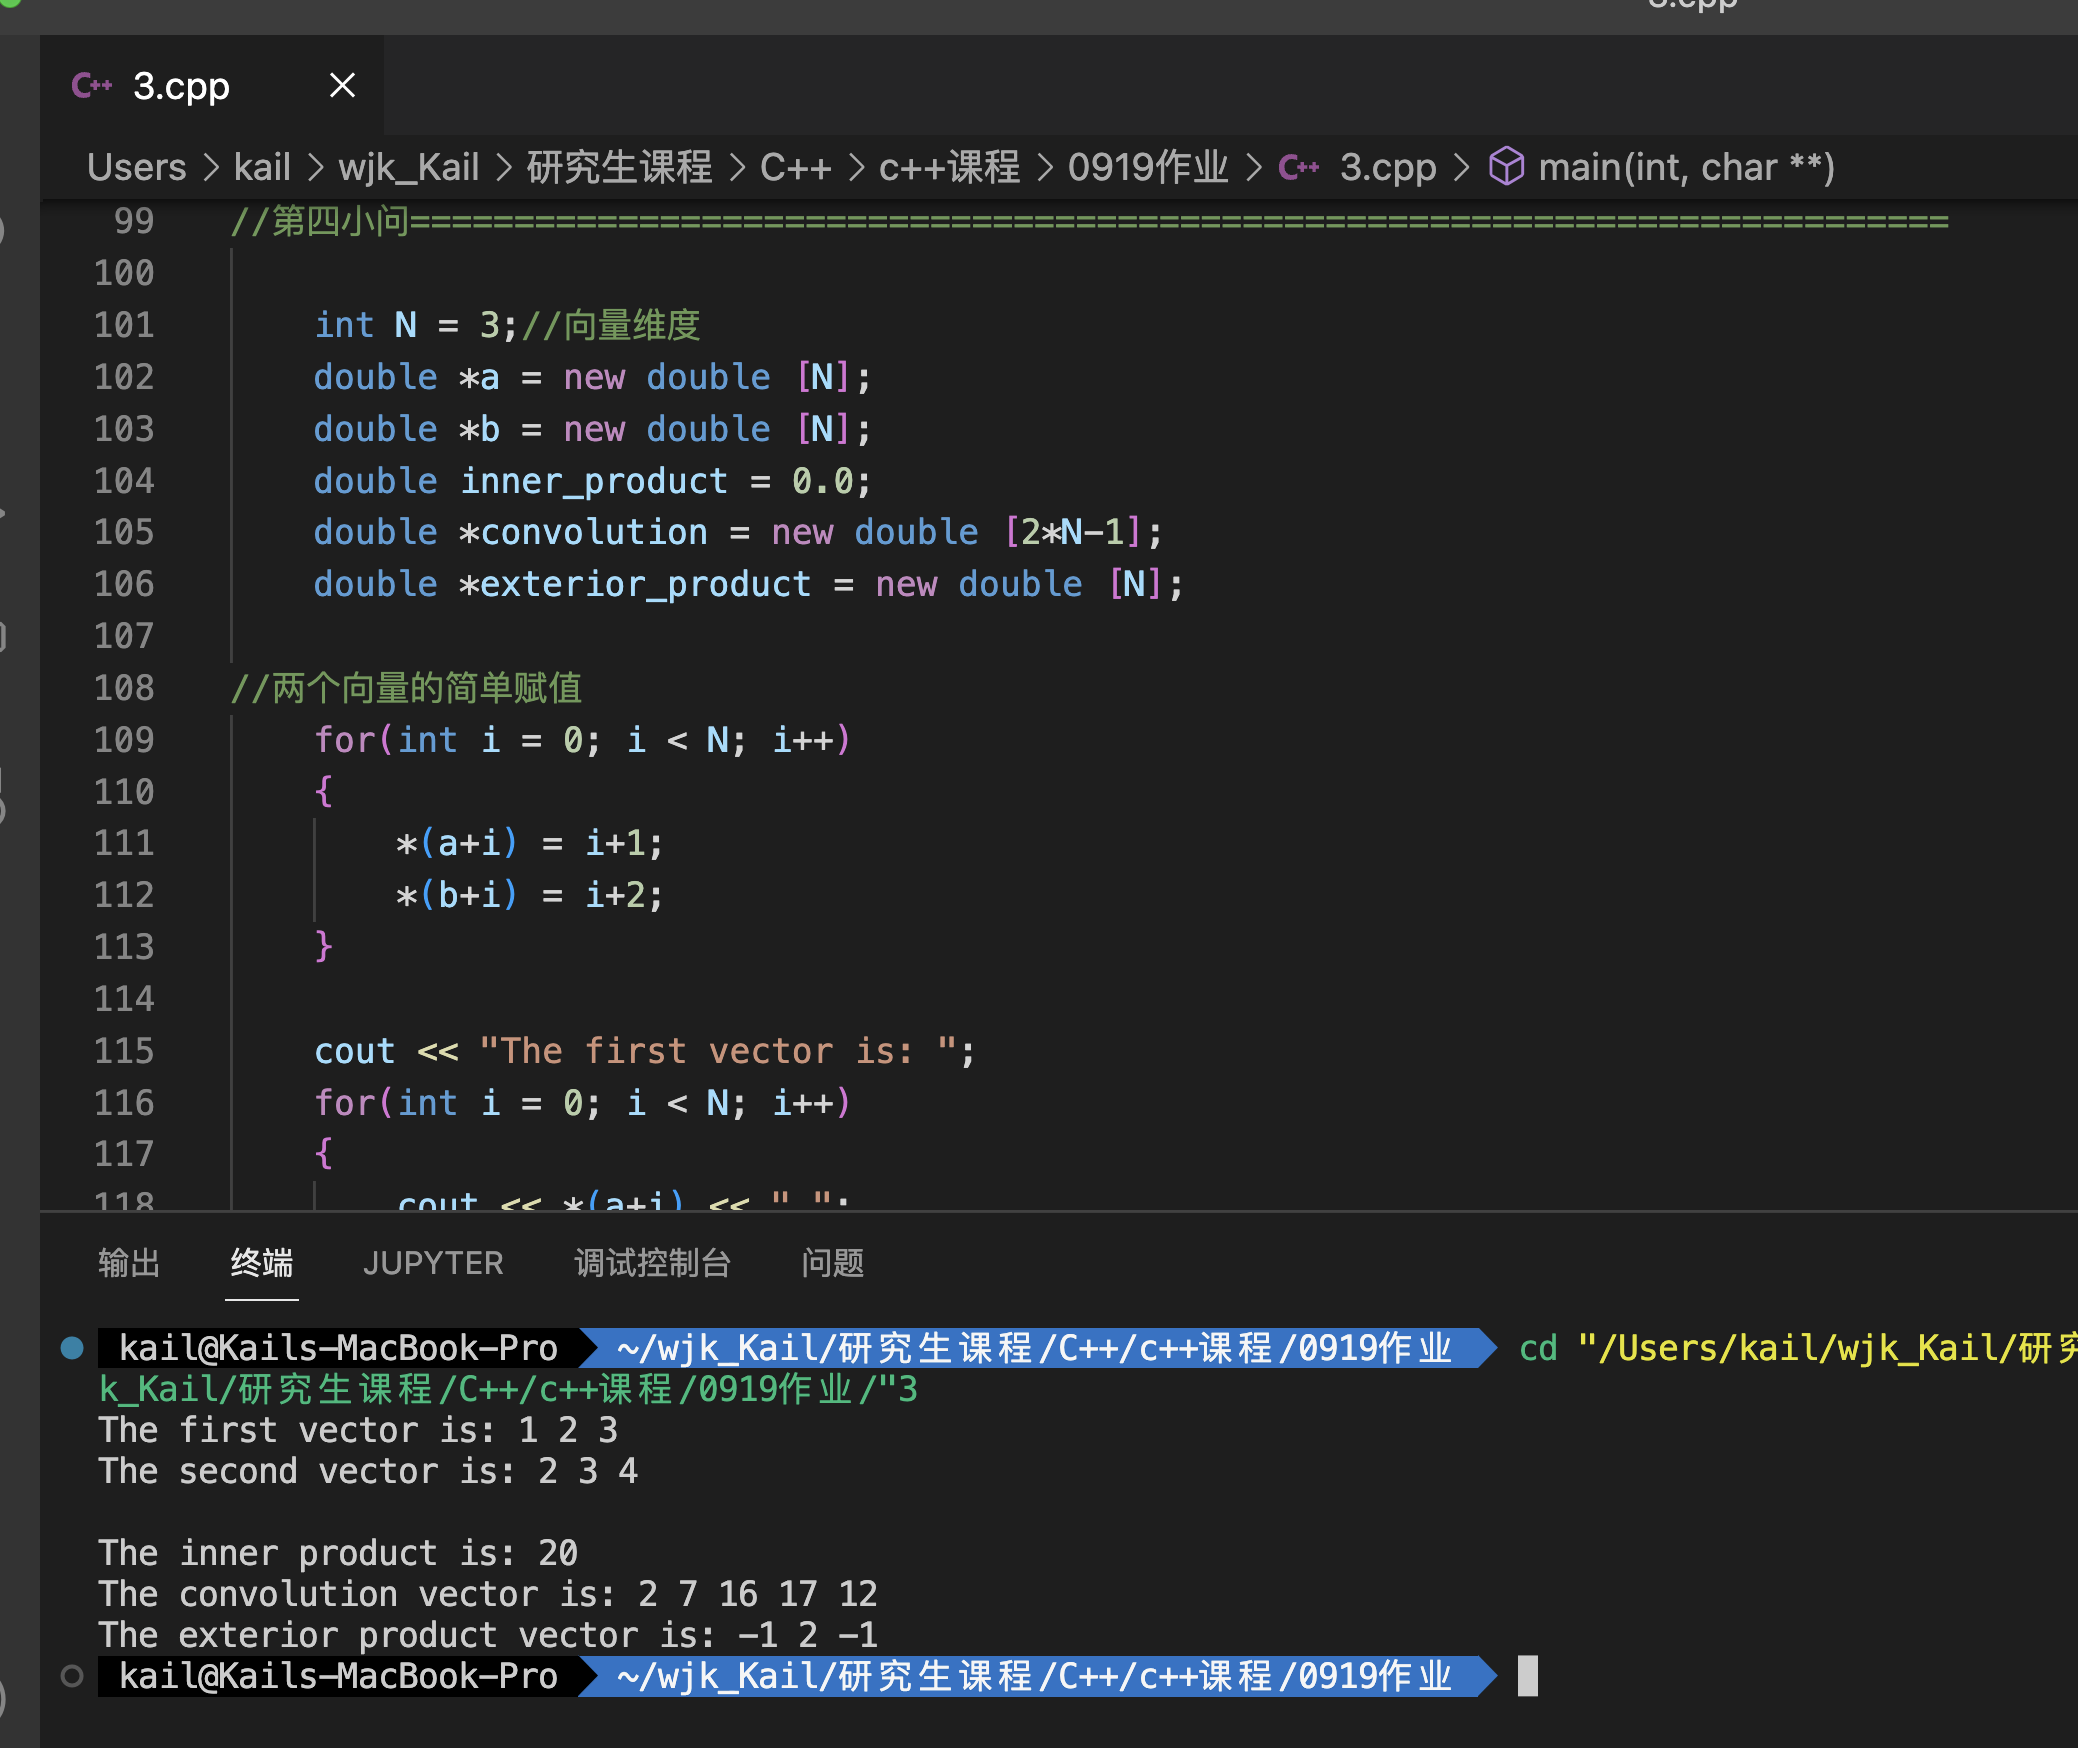 3.cpp
C++ 3.cpp
Users > kail > wjk_Kail > 研究生课程 > C++ > c++课程 > 0919作业 > C++ 3.cpp > main(int, char **)
99 //第四小问==========================================================================
100
101 int N = 3;//向量维度
102 double *a = new double [N];
103 double *b = new double [N];
104 double inner_product = 0.0;
105 double *convolution = new double [2*N-1];
106 double *exterior_product = new double [N];
107
108 //两个向量的简单赋值
109 for(int i = 0; i < N; i++)
110 {
111 *(a+i) = i+1;
112 *(b+i) = i+2;
113 }
114
115 cout << "The first vector is: ";
116 for(int i = 0; i < N; i++)
117 {
118 cout << *(a+i) << " ";
输出 终端 JUPYTER 调试控制台 问题
kail@Kails-MacBook-Pro ~/wjk_Kail/研究生课程/C++/c++课程/0919作业 cd "/Users/kail/wjk_Kail/研究
k_Kail/研究生课程/C++/c++课程/0919作业/"3
The first vector is: 1 2 3
The second vector is: 2 3 4
The inner product is: 20
The convolution vector is: 2 7 16 17 12
The exterior product vector is: -1 2 -1
kail@Kails-MacBook-Pro ~/wjk_Kail/研究生课程/C++/c++课程/0919作业